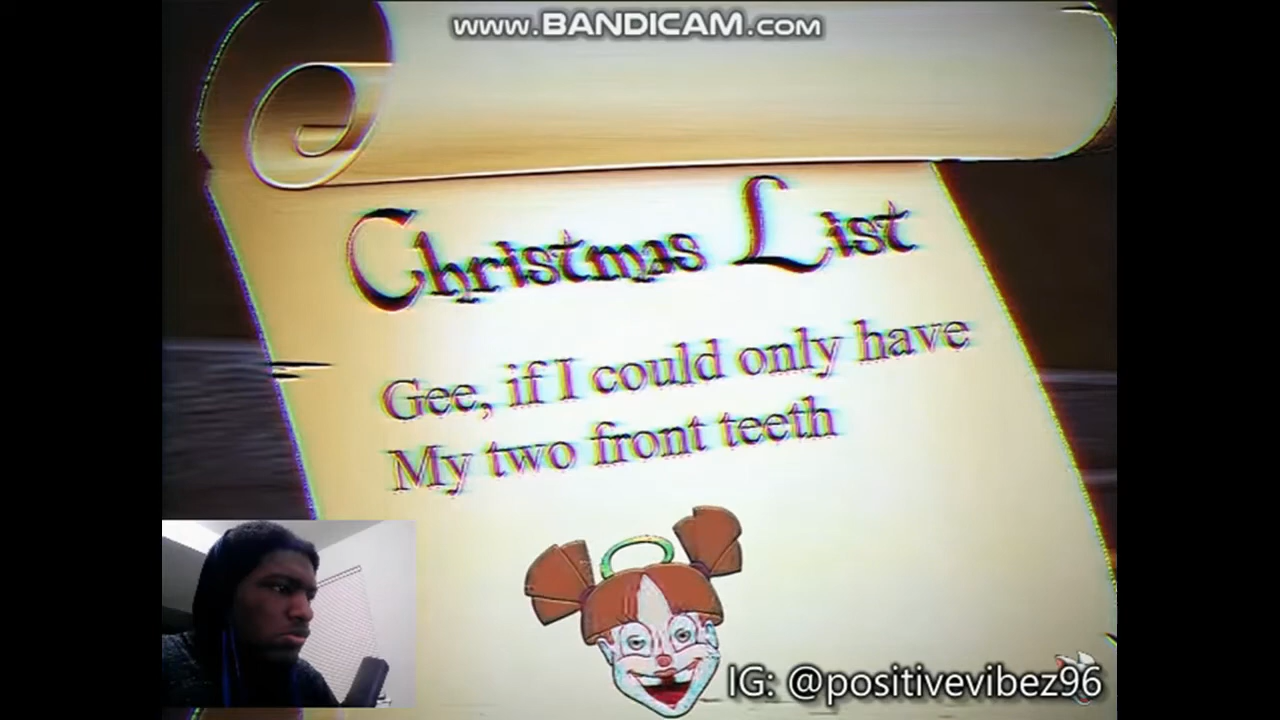 www.BANDICAM.com
Christmas List
Gee, if I could only have
My two front teeth
IG: @positivevibez96